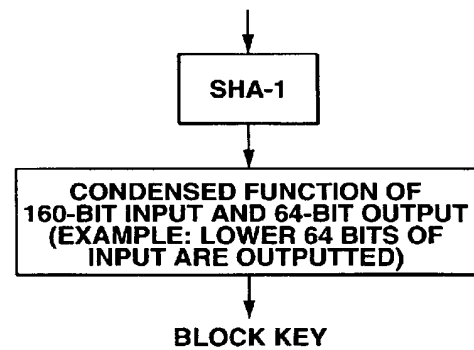 SHA-1
CONDENSED FUNCTION OF
160-BIT INPUT AND 64-BIT OUTPUT
(EXAMPLE: LOWER 64 BITS OF
INPUT ARE OUTPUTTED)
BLOCK KEY